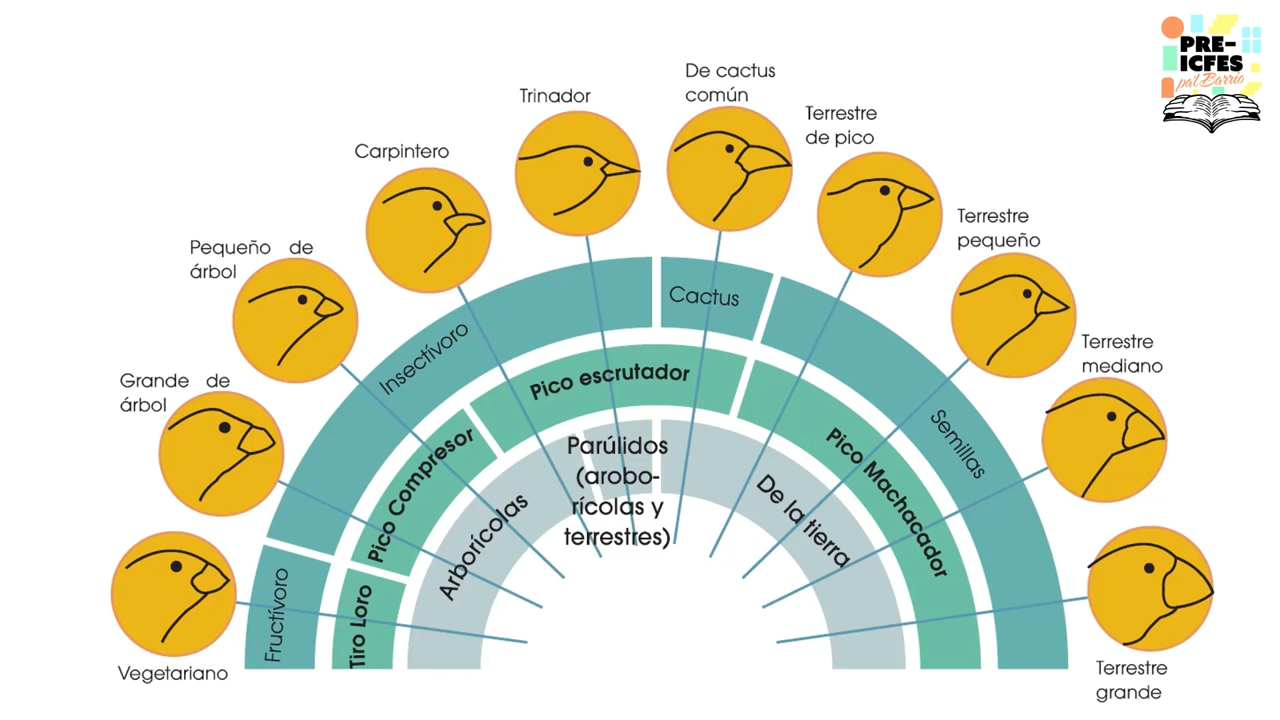 PRE-
ICFES
pa'l Barrio
De cactus
común
Trinador
Terrestre
de pico
Carpintero
Terrestre
pequeño
Pequeño de
árbol
Terrestre
mediano
Grande de
árbol
Vegetariano
Terrestre
grande
Fructívoro
Insectívoro
Cactus
Semillas
Tiro Loro
Pico Compresor
Pico escrutador
Pico Machacador
Arborícolas
Parúlidos
(arobo-
rícolas y
terrestres)
De la tierra